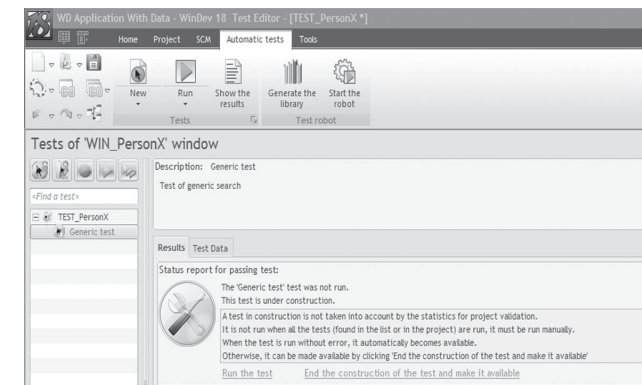 WD Application With Data - WinDev 18 Test Editor - [TEST_PersonX *]
18
Home Project SCM Automatic tests Tools
New Run Show the results Generate the library Start the robot
Tests Test robot
Tests of 'WIN_PersonX' window
Description: Generic test
Test of generic search
<Find a test>
TEST_PersonX
Generic test
Results Test Data
Status report for passing test:
The 'Generic test' test was not run.
This test is under construction.
A test in construction is not taken into account by the statistics for project validation.
It is not run when all the tests (found in the list or in the project) are run, it must be run manually.
When the test is run without error, it automatically becomes available.
Otherwise, it can be made available by clicking 'End the construction of the test and make it available'
Run the test End the construction of the test and make it available